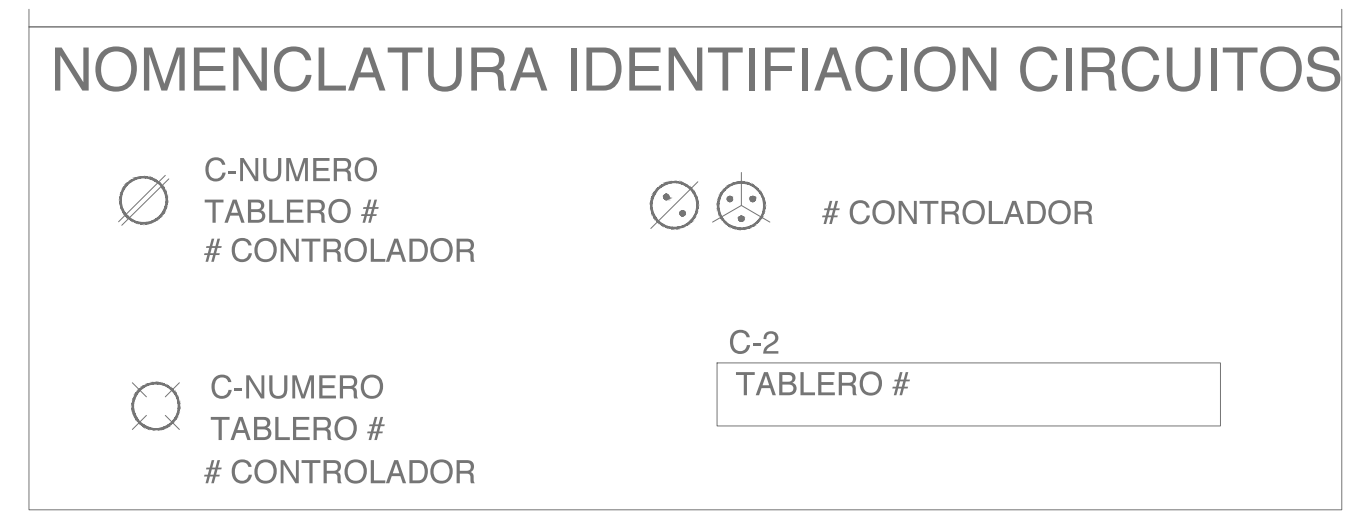 NOMENCLATURA IDENTIFIACION CIRCUITOS
C-NUMERO
TABLERO #
# CONTROLADOR
# CONTROLADOR
C-NUMERO
TABLERO #
# CONTROLADOR
C-2
TABLERO #